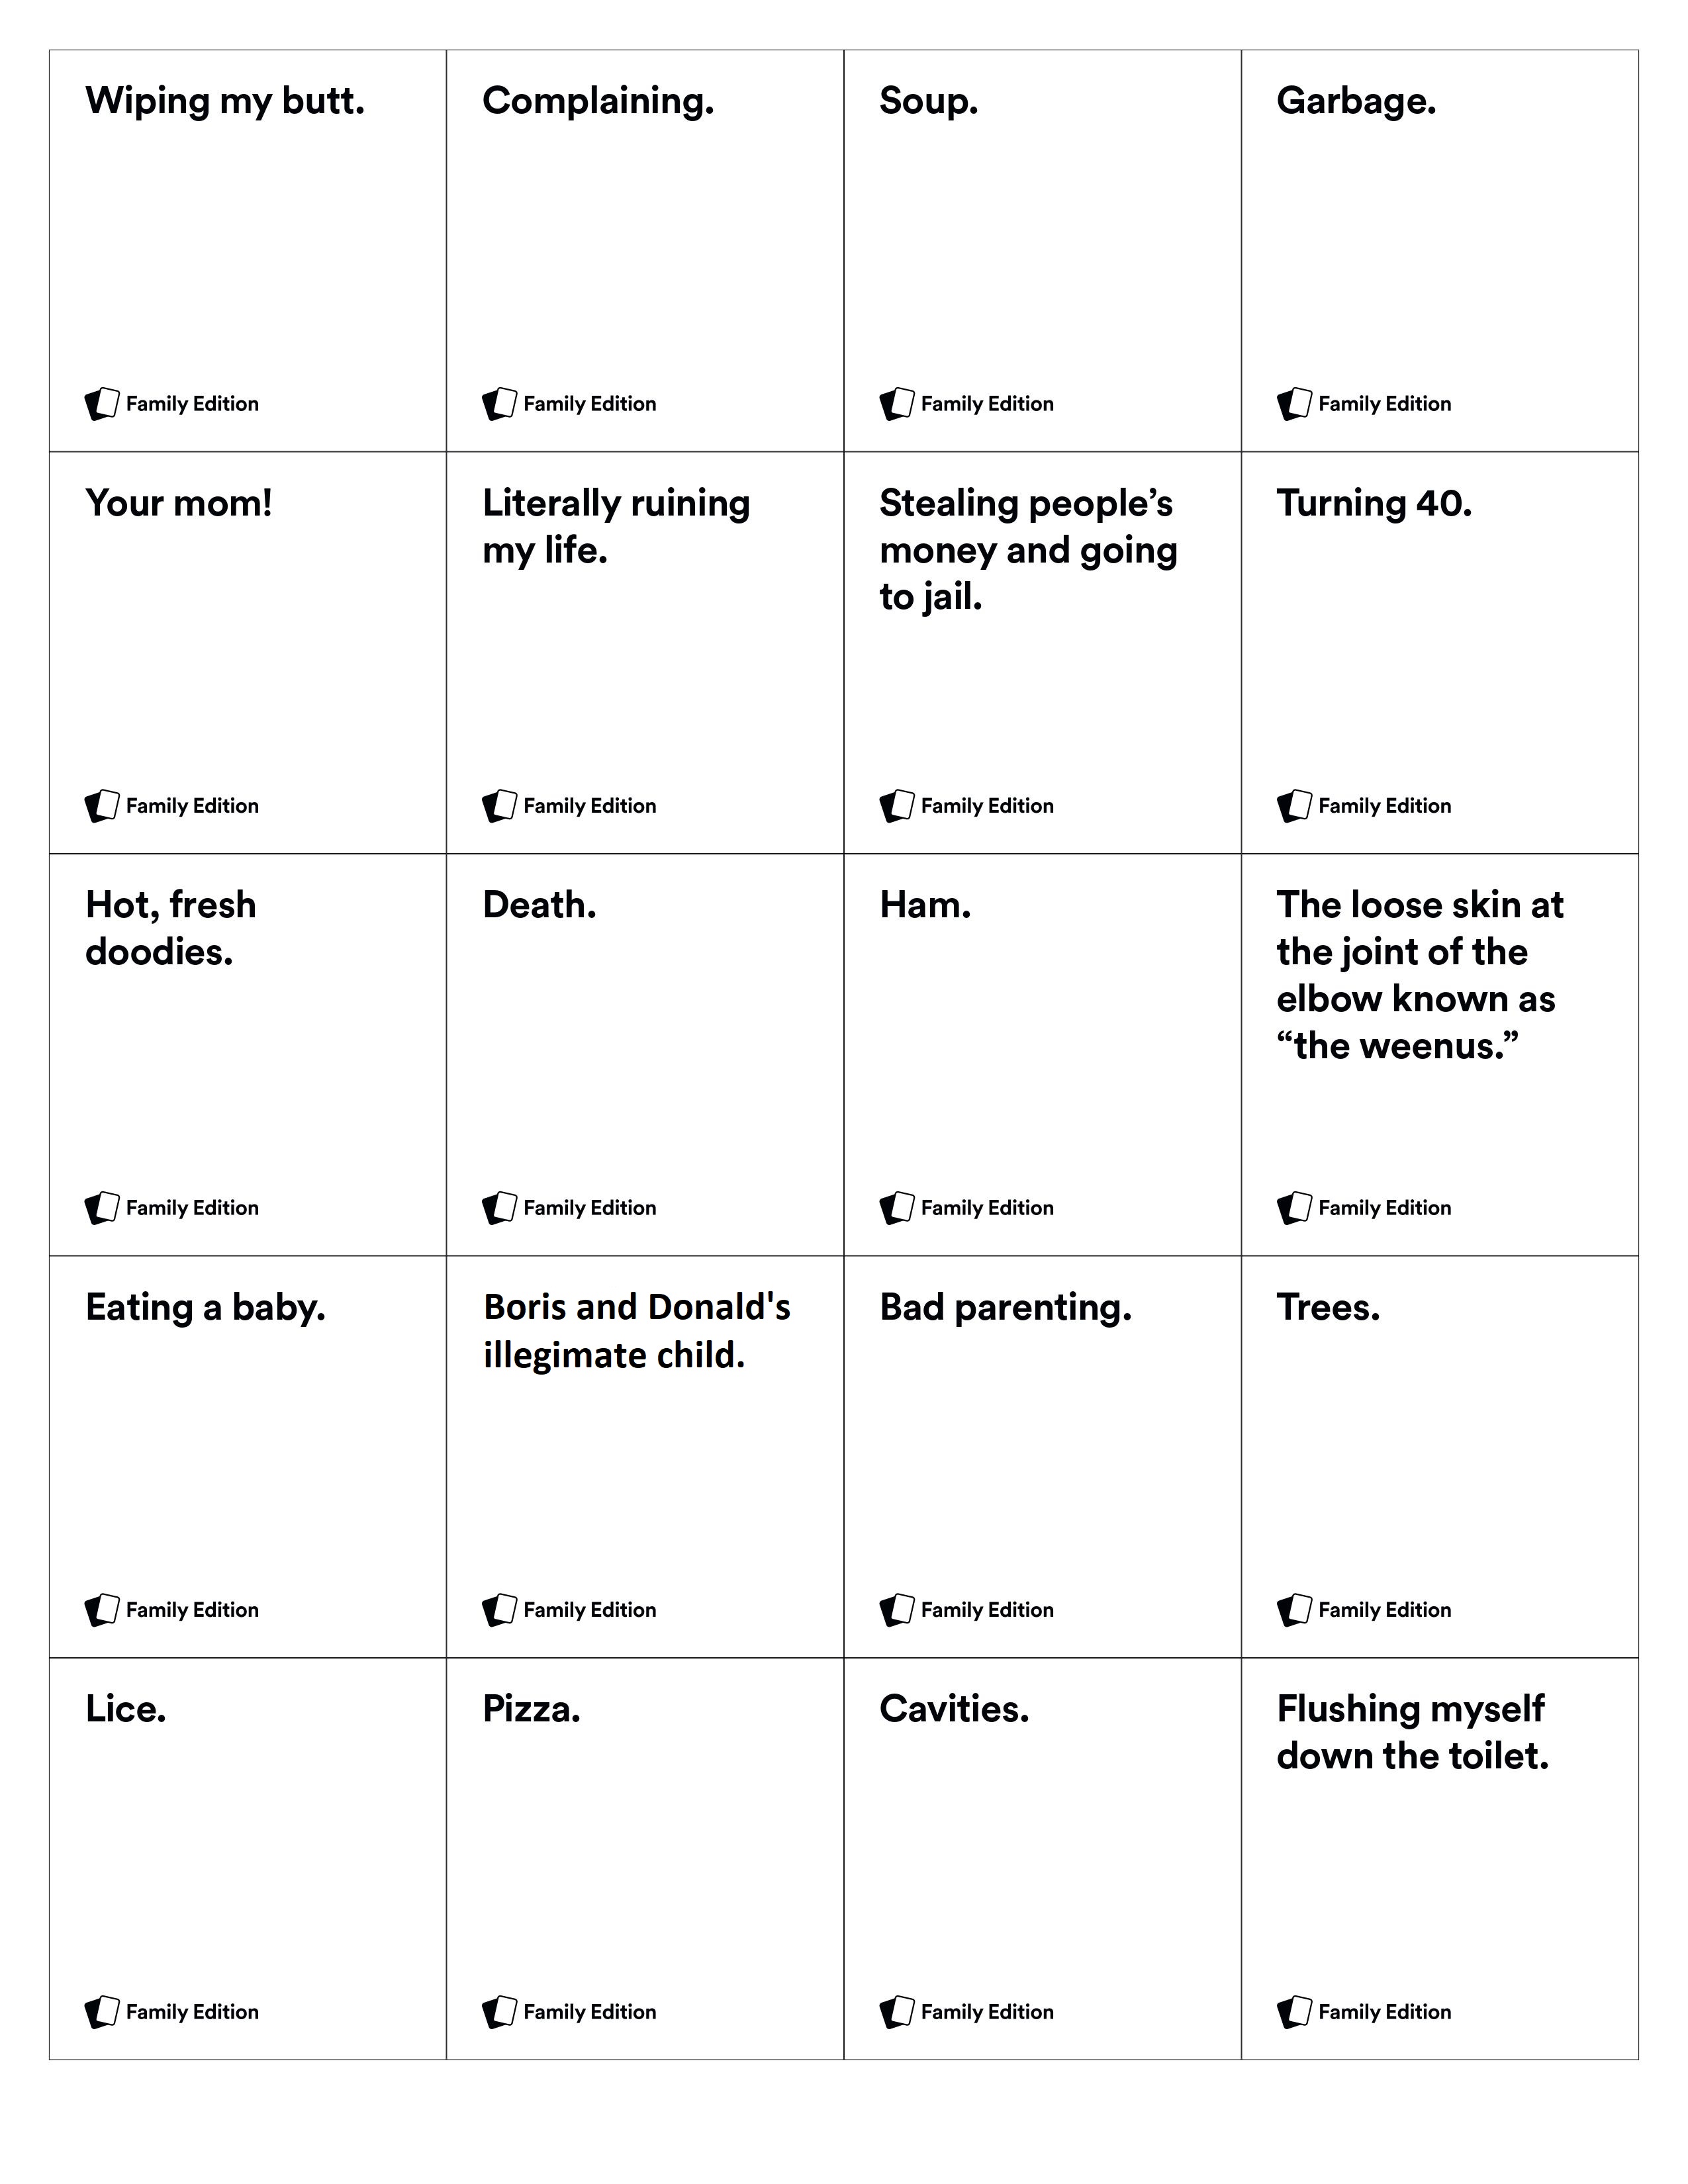 Wiping my butt.
Complaining.
Soup.
Garbage.
Family Edition
Family Edition
Family Edition
Family Edition
Your mom!
Literally ruining
my life.
Stealing people’s
money and going
to jail.
Turning 40.
Family Edition
Family Edition
Family Edition
Family Edition
Hot, fresh
doodies.
Death.
Ham.
The loose skin at
the joint of the
elbow known as
“the weenus.”
Family Edition
Family Edition
Family Edition
Family Edition
Eating a baby.
Boris and Donald's
illegimate child.
Bad parenting.
Trees.
Family Edition
Family Edition
Family Edition
Family Edition
Lice.
Pizza.
Cavities.
Flushing myself
down the toilet.
Family Edition
Family Edition
Family Edition
Family Edition